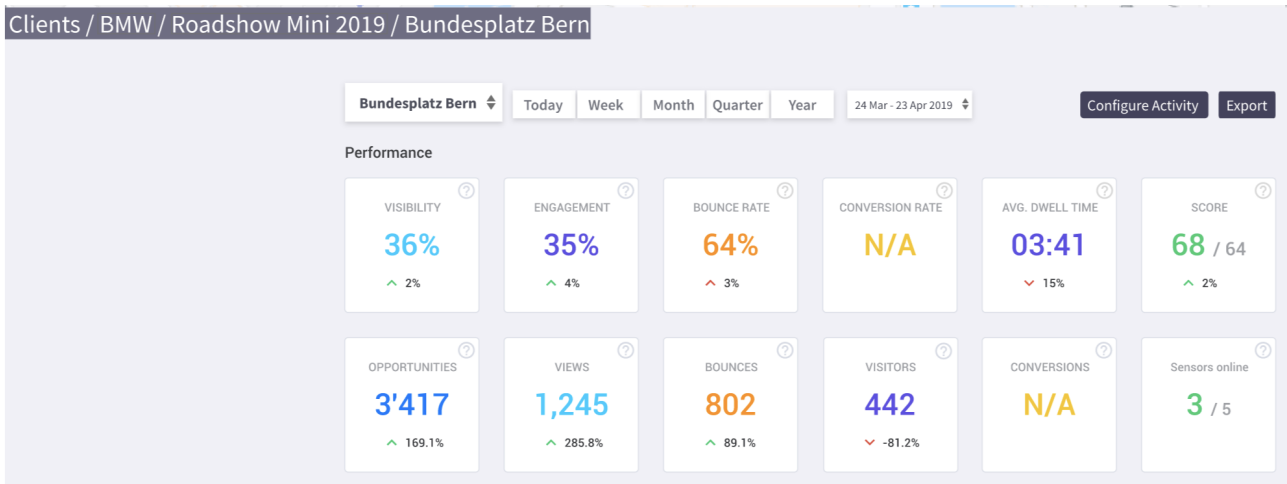 Clients / BMW / Roadshow Mini 2019 / Bundesplatz Bern
Bundesplatz Bern Today Week Month Quarter Year 24 Mar - 23 Apr 2019 Configure Activity Export
Performance
? ? ? ? ? ?
VISIBILITY ENGAGEMENT BOUNCE RATE CONVERSION RATE AVG. DWELL TIME SCORE
36% 35% 64% N/A 03:41 68 / 64
2% 4% 3% 15% 2%
? ? ? ? ? ?
OPPORTUNITIES VIEWS BOUNCES VISITORS CONVERSIONS Sensors online
3'417 1,245 802 442 N/A 3 / 5
169.1% 285.8% 89.1% -81.2%